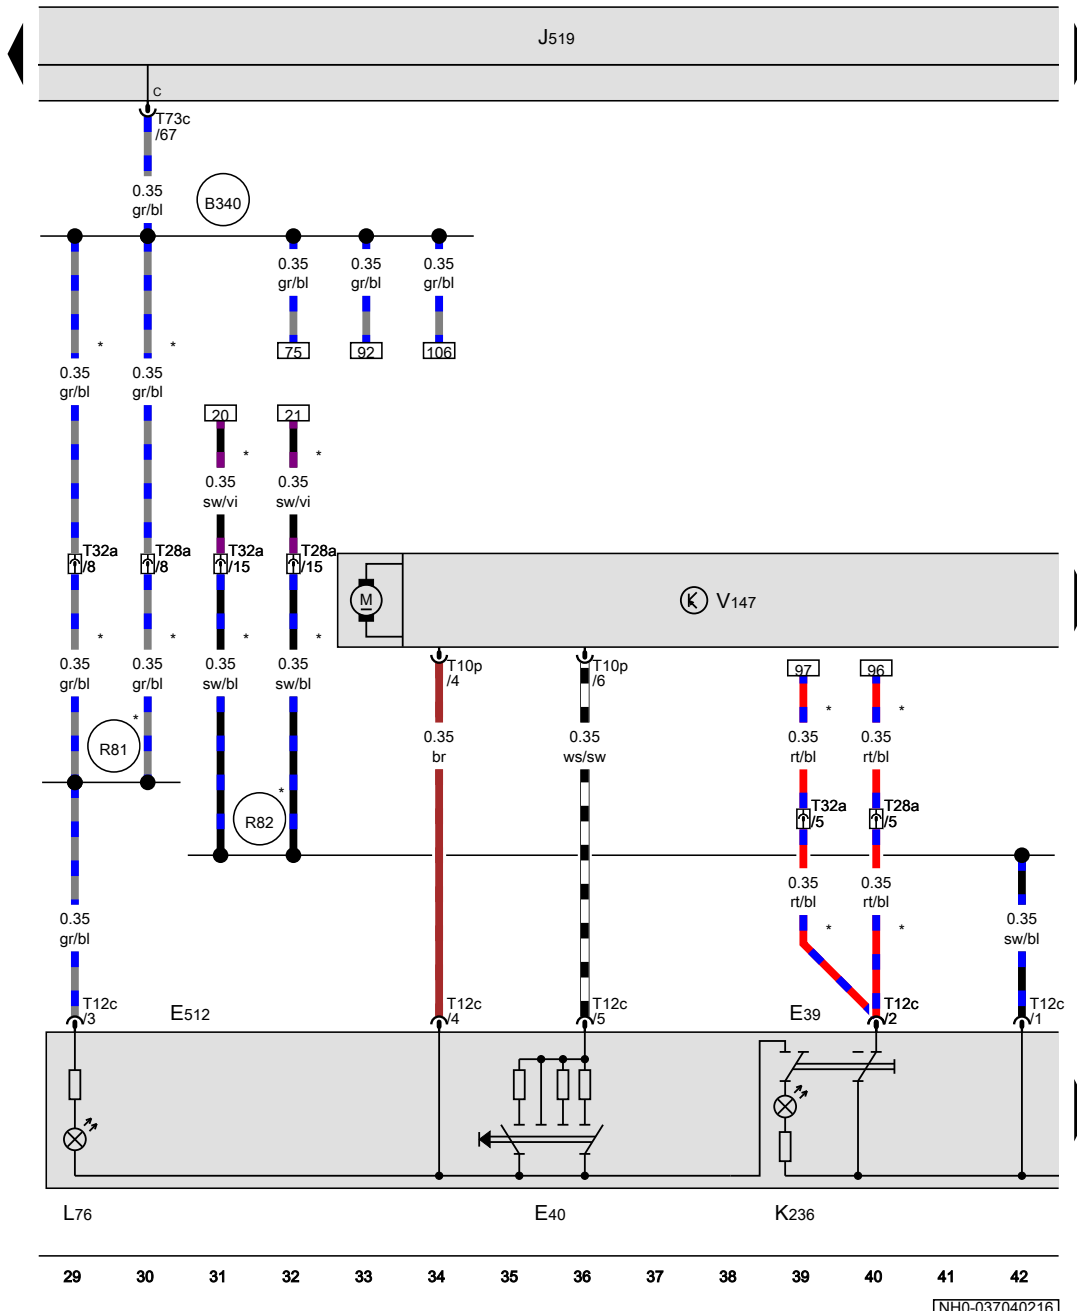 J519
c
T73c
/67
0.35
gr/bl
B340
0.35
gr/bl
0.35
gr/bl
0.35
gr/bl
* *
75 92 106
0.35
gr/bl
0.35
gr/bl
20 21
* *
0.35
sw/vi
0.35
sw/vi
T32a
/8
T28a
/8
T32a
/15
T28a
/15
M
V147
* * * *
0.35
gr/bl
0.35
gr/bl
0.35
sw/bl
0.35
sw/bl
T10p
/4
T10p
/6
97 96
* *
R81
*
0.35
br
0.35
ws/sw
0.35
rt/bl
0.35
rt/bl
R82
*
T32a
/5
T28a
/5
0.35
rt/bl
0.35
rt/bl
* *
0.35
gr/bl
0.35
sw/bl
T12c
/3
E512
T12c
/4
T12c
/5
E39
T12c
/2
T12c
/1
L76 E40 K236
29 30 31 32 33 34 35 36 37 38 39 40 41 42
NH0-037040216